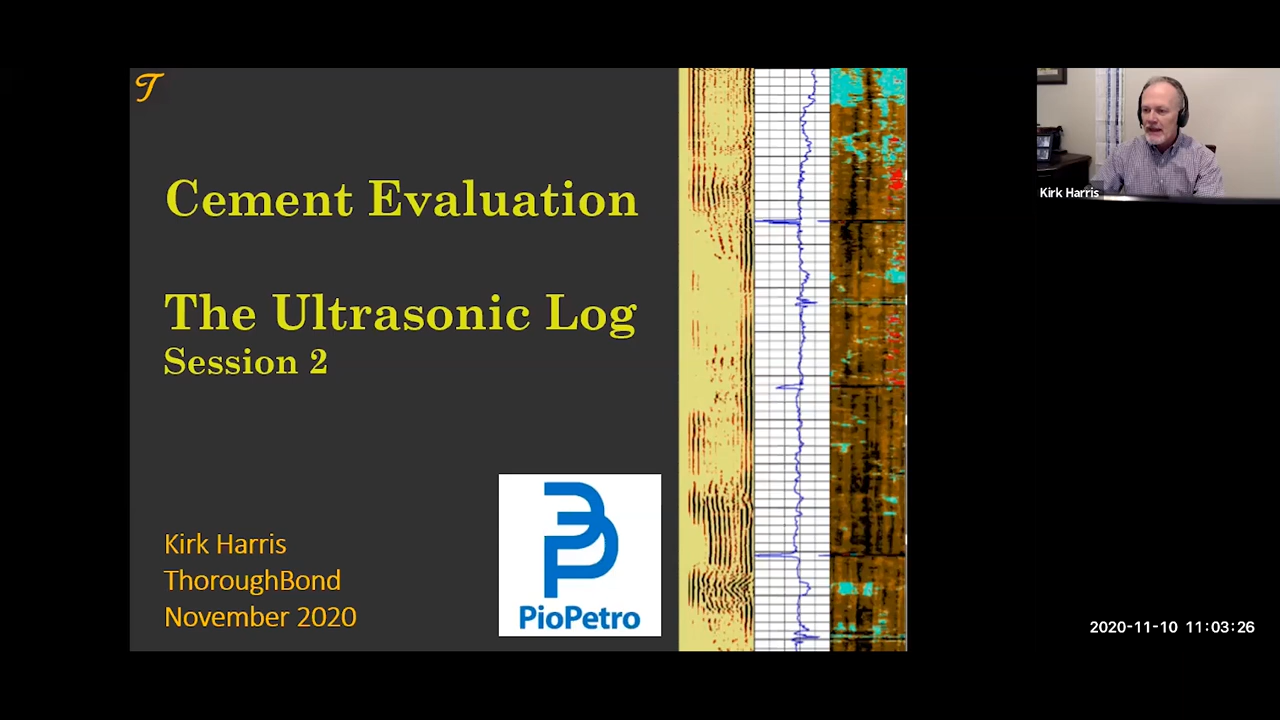 T
Cement Evaluation
The Ultrasonic Log
Session 2
Kirk Harris
ThoroughBond
November 2020
PioPetro
Kirk Harris
2020-11-10 11:03:26